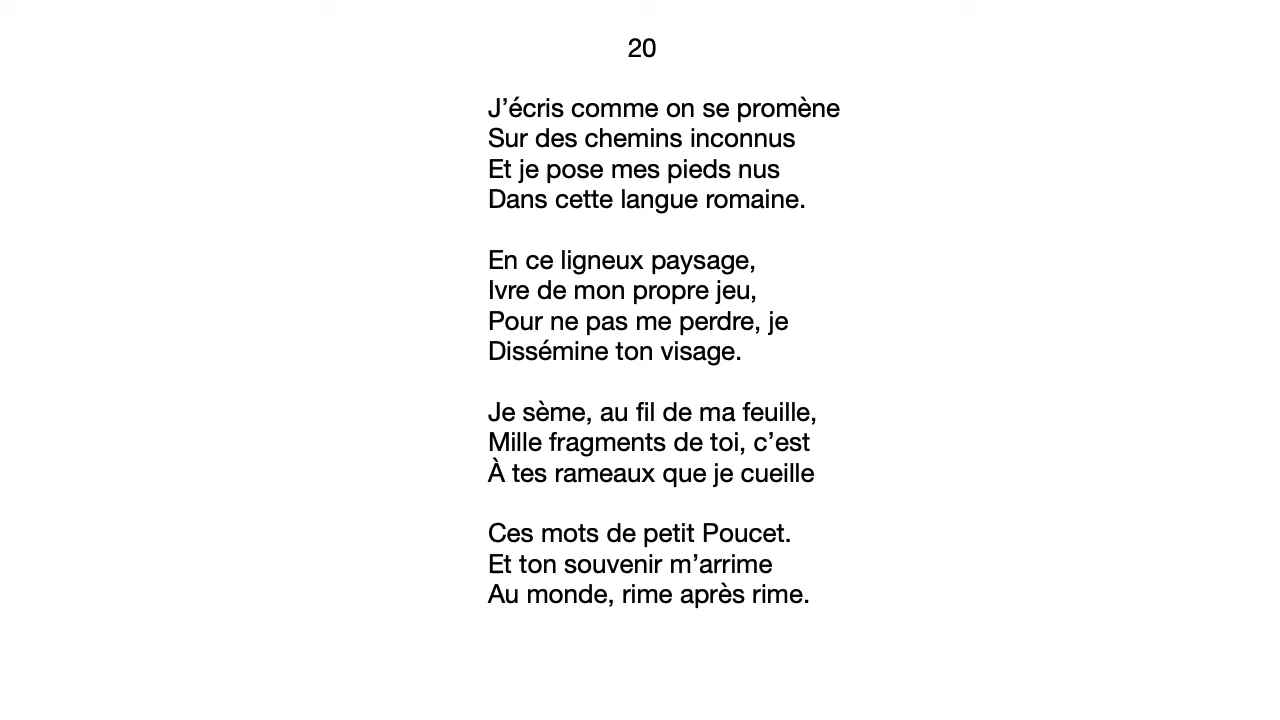 20
J’écris comme on se promène
Sur des chemins inconnus
Et je pose mes pieds nus
Dans cette langue romaine.
En ce ligneux paysage,
Ivre de mon propre jeu,
Pour ne pas me perdre, je
Dissémine ton visage.
Je sème, au fil de ma feuille,
Mille fragments de toi, c’est
À tes rameaux que je cueille
Ces mots de petit Poucet.
Et ton souvenir m’arrime
Au monde, rime après rime.